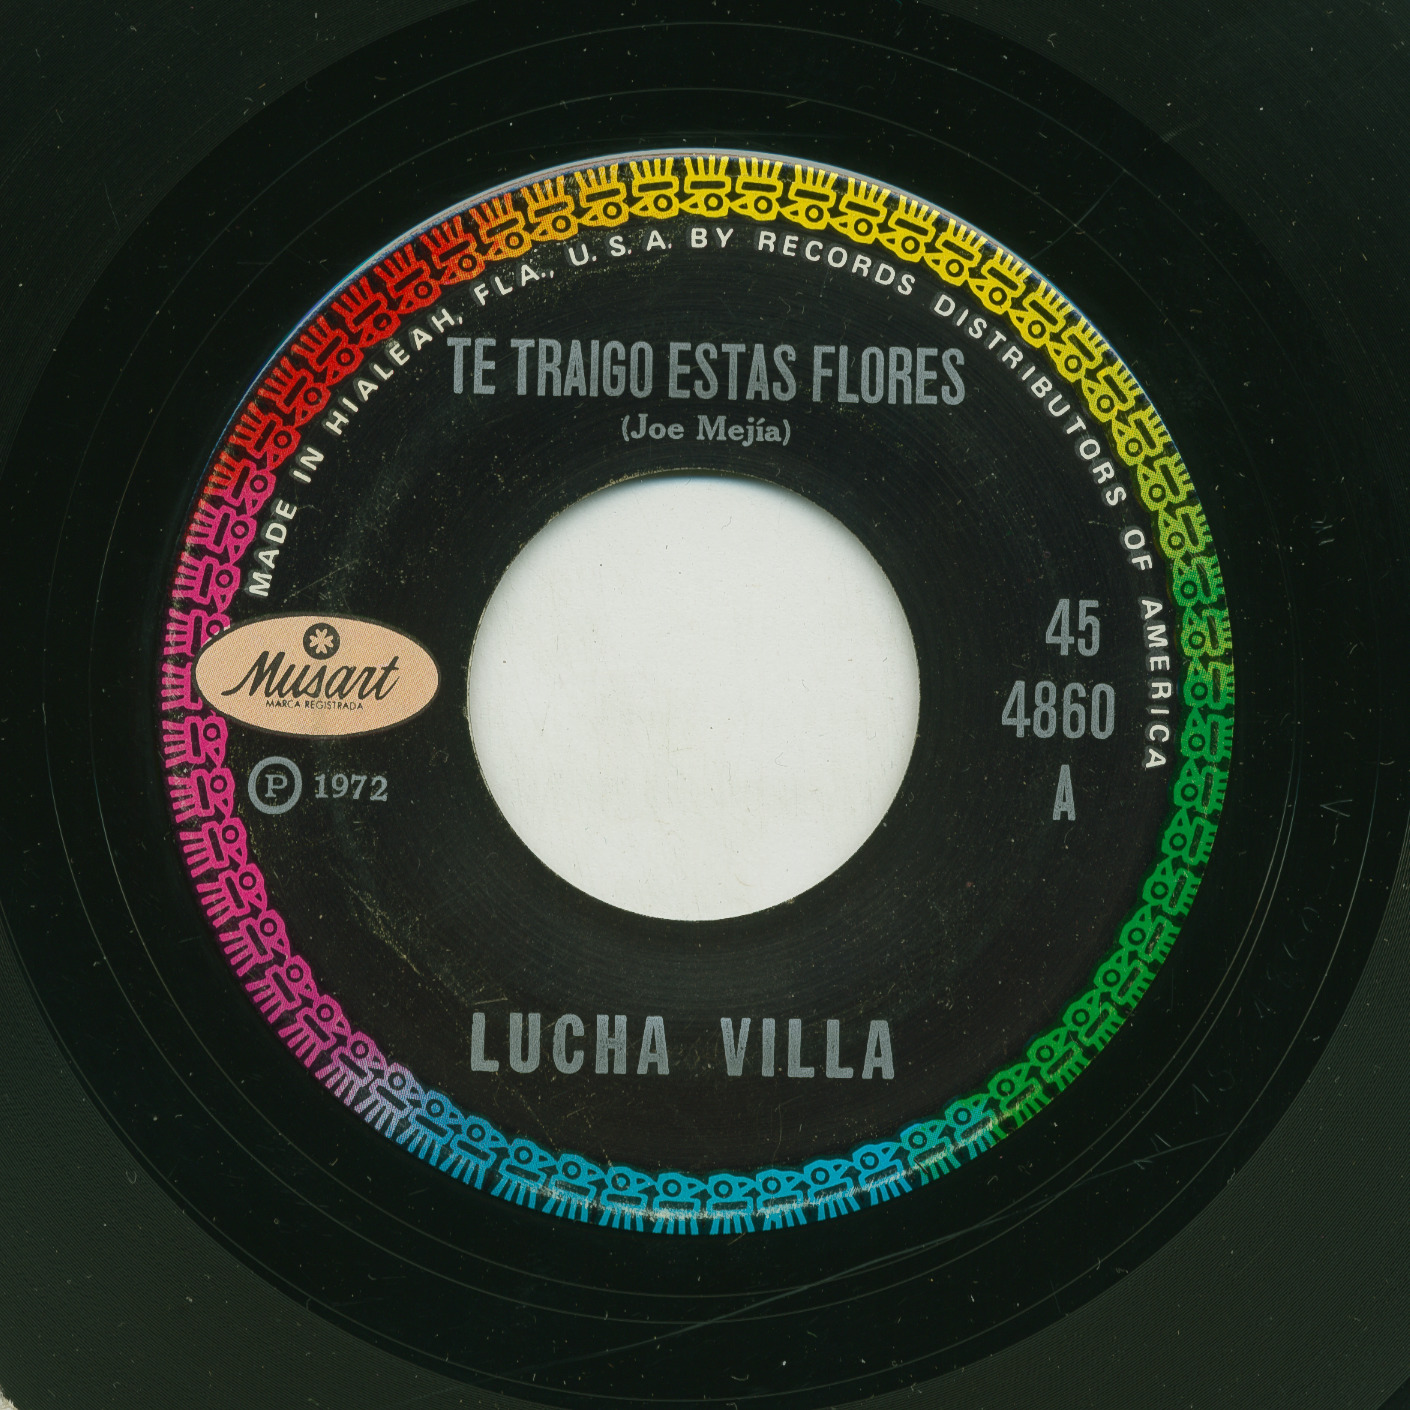 MADE IN HIALEAH, FLA., U. S. A. BY RECORDS DISTRIBUTORS OF AMERICA
TE TRAIGO ESTAS FLORES
(Joe Mejía)
Musart
MARCA REGISTRADA
Ⓟ 1972
45
4860
A
LUCHA VILLA